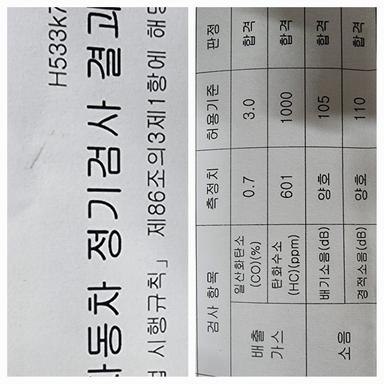 H533k7
자동차 정기검사 결과
시행규칙」 제86조의3제1항에 해
검사 항목 측정치 허용기준 판정
배출 가스 일산화탄소 (CO)(%) 0.7 3.0 합격
탄화수소 (HC)(ppm) 601 1000 합격
소음 배기소음(dB) 양호 105 합격
경적소음(dB) 양호 110 합격